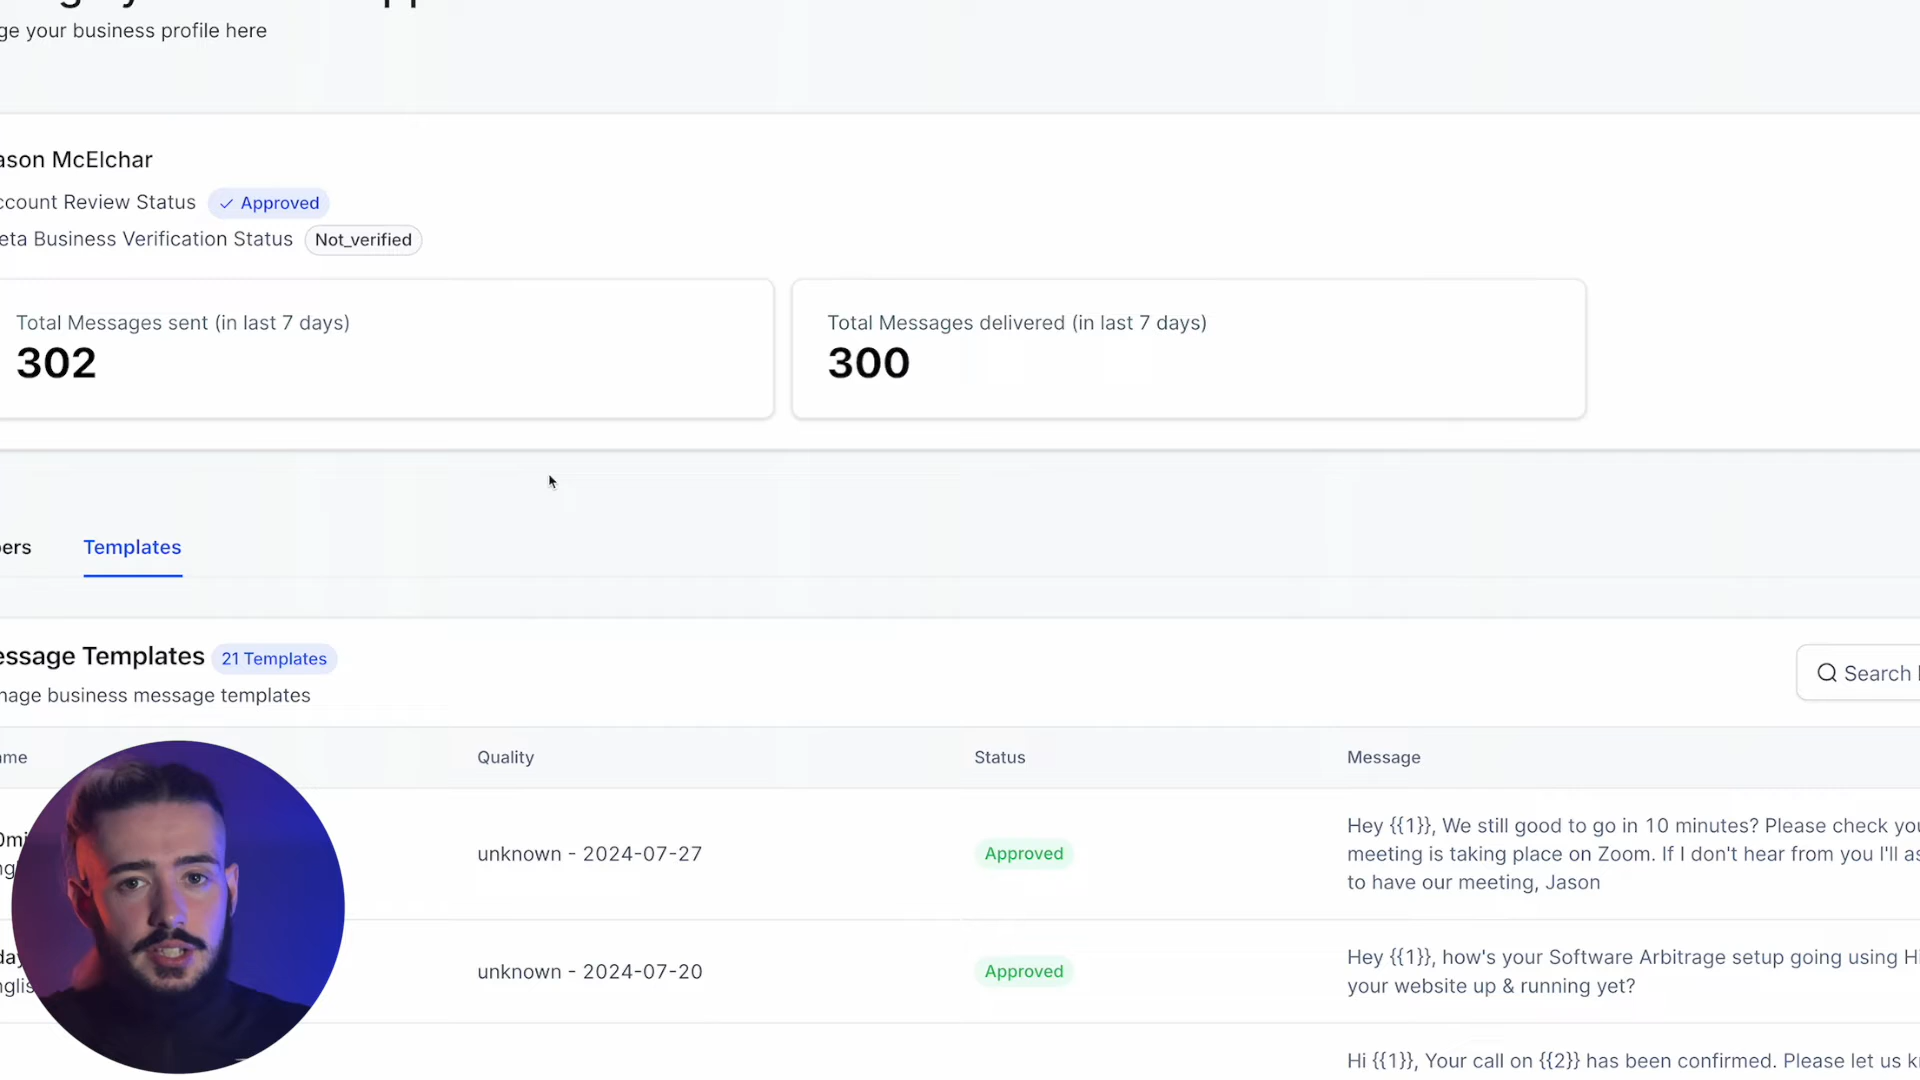 ge your business profile here
ason McElchar
ccount Review Status ✓ Approved
eta Business Verification Status Not_verified
Total Messages sent (in last 7 days)
302
Total Messages delivered (in last 7 days)
300
bers Templates
essage Templates 21 Templates
nage business message templates
Search
ame Quality Status Message
unknown - 2024-07-27 Approved
Hey {{1}}, We still good to go in 10 minutes? Please check you
meeting is taking place on Zoom. If I don't hear from you I'll as
to have our meeting, Jason
unknown - 2024-07-20 Approved
Hey {{1}}, how's your Software Arbitrage setup going using Hi
your website up & running yet?
Hi {{1}}, Your call on {{2}} has been confirmed. Please let us k